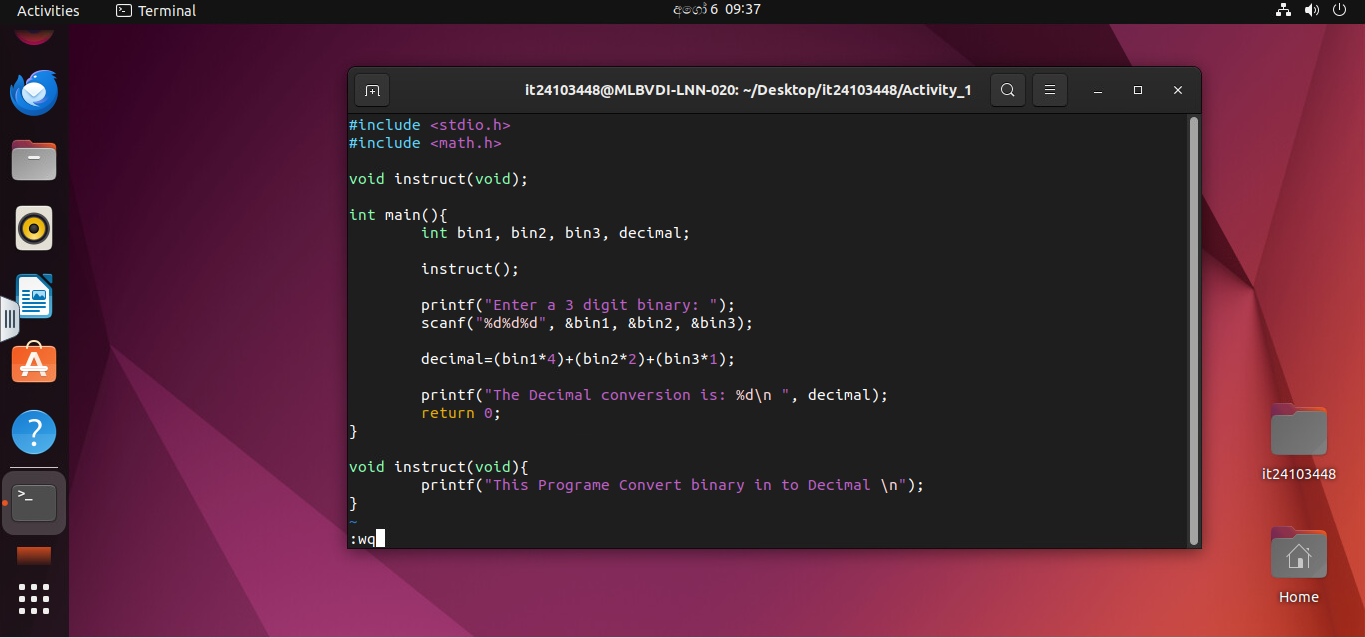 Activities
Terminal
අගෝ 6 09:37
it24103448@MLBVDI-LNN-020: ~/Desktop/it24103448/Activity_1
#include <stdio.h>
#include <math.h>
void instruct(void);
int main(){
int bin1, bin2, bin3, decimal;
instruct();
printf("Enter a 3 digit binary: ");
scanf("%d%d%d", &bin1, &bin2, &bin3);
decimal=(bin1*4)+(bin2*2)+(bin3*1);
printf("The Decimal conversion is: %d\n ", decimal);
return 0;
}
void instruct(void){
printf("This Programe Convert binary in to Decimal \n");
}
~
:wq
it24103448
Home